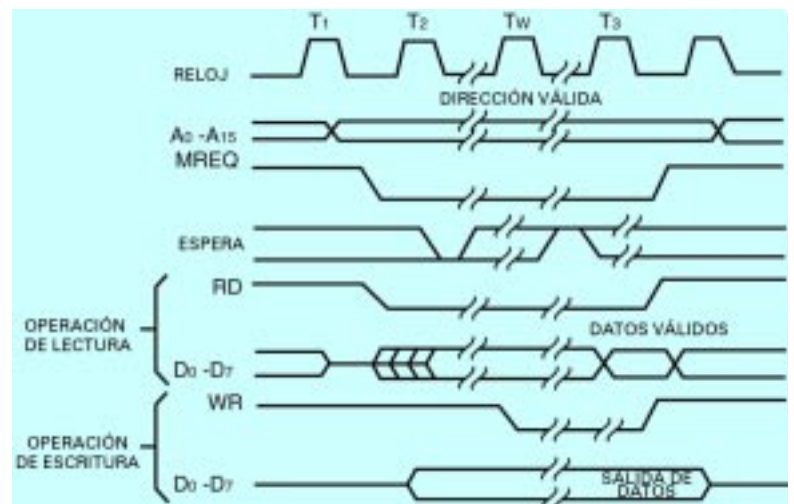 T1 T2 TW T3
RELOJ
DIRECCIÓN VÁLIDA
A0 -A15
MREQ
ESPERA
RD
OPERACIÓN
DE LECTURA
DATOS VÁLIDOS
D0 -D7
WR
OPERACIÓN
DE ESCRITURA
D0 -D7
SALIDA DE
DATOS